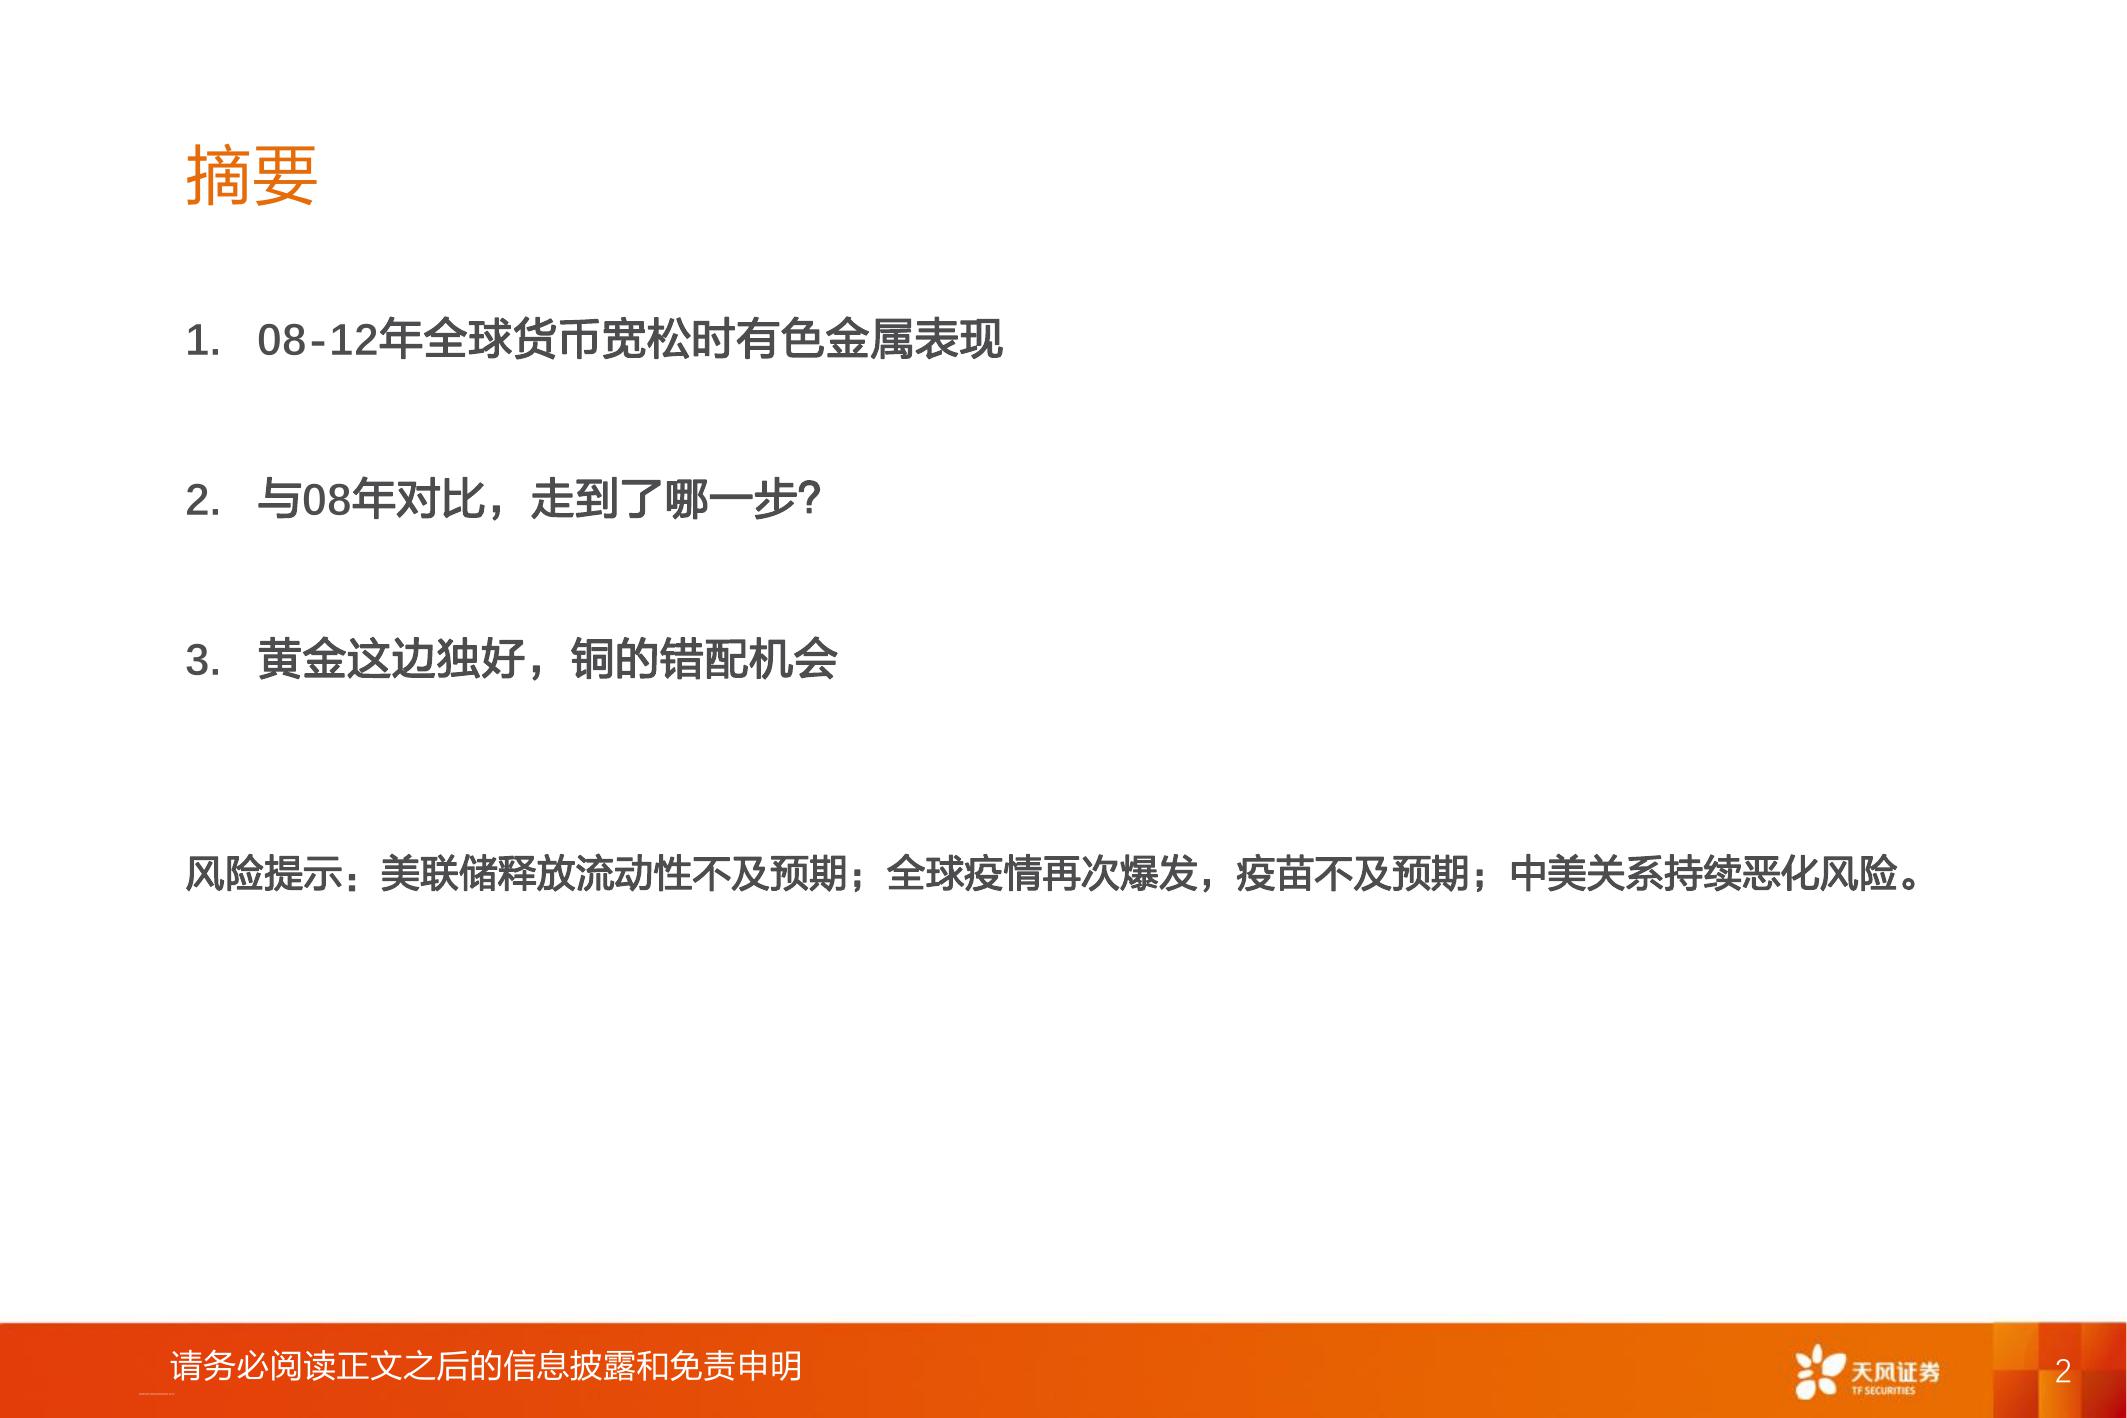 摘要
1. 08-12年全球货币宽松时有色金属表现
2. 与08年对比，走到了哪一步？
3. 黄金这边独好，铜的错配机会
风险提示：美联储释放流动性不及预期；全球疫情再次爆发，疫苗不及预期；中美关系持续恶化风险。
请务必阅读正文之后的信息披露和免责申明
天风证券
TF SECURITIES
2